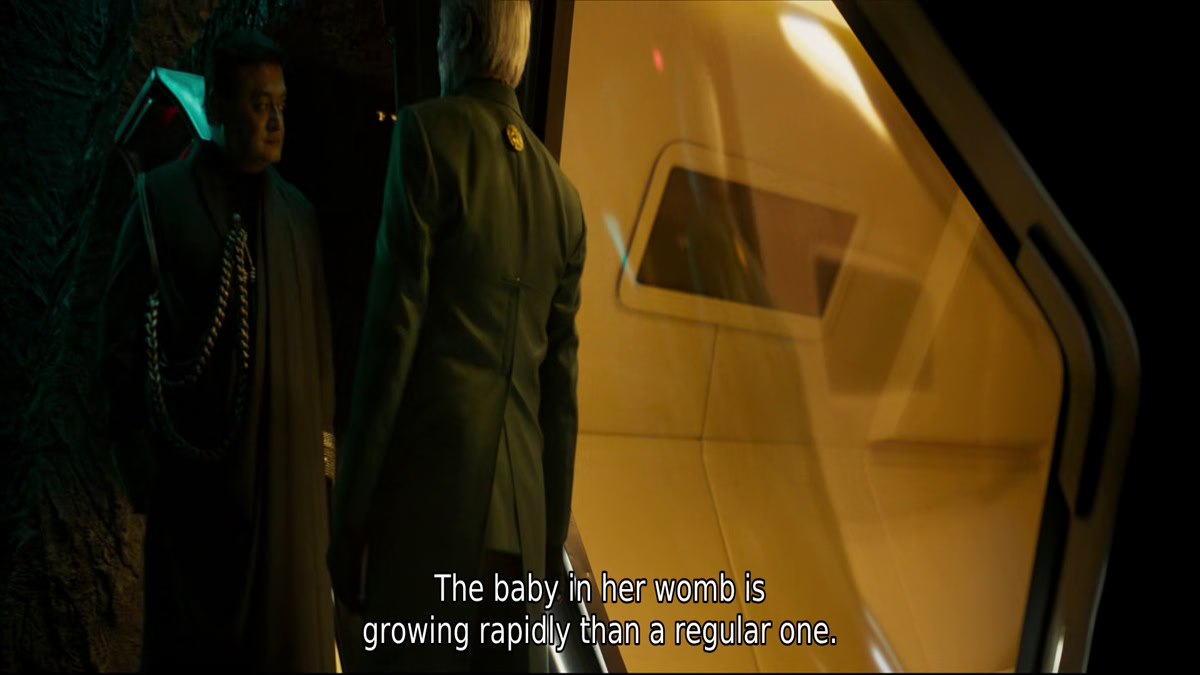 The baby in her womb is
growing rapidly than a regular one.